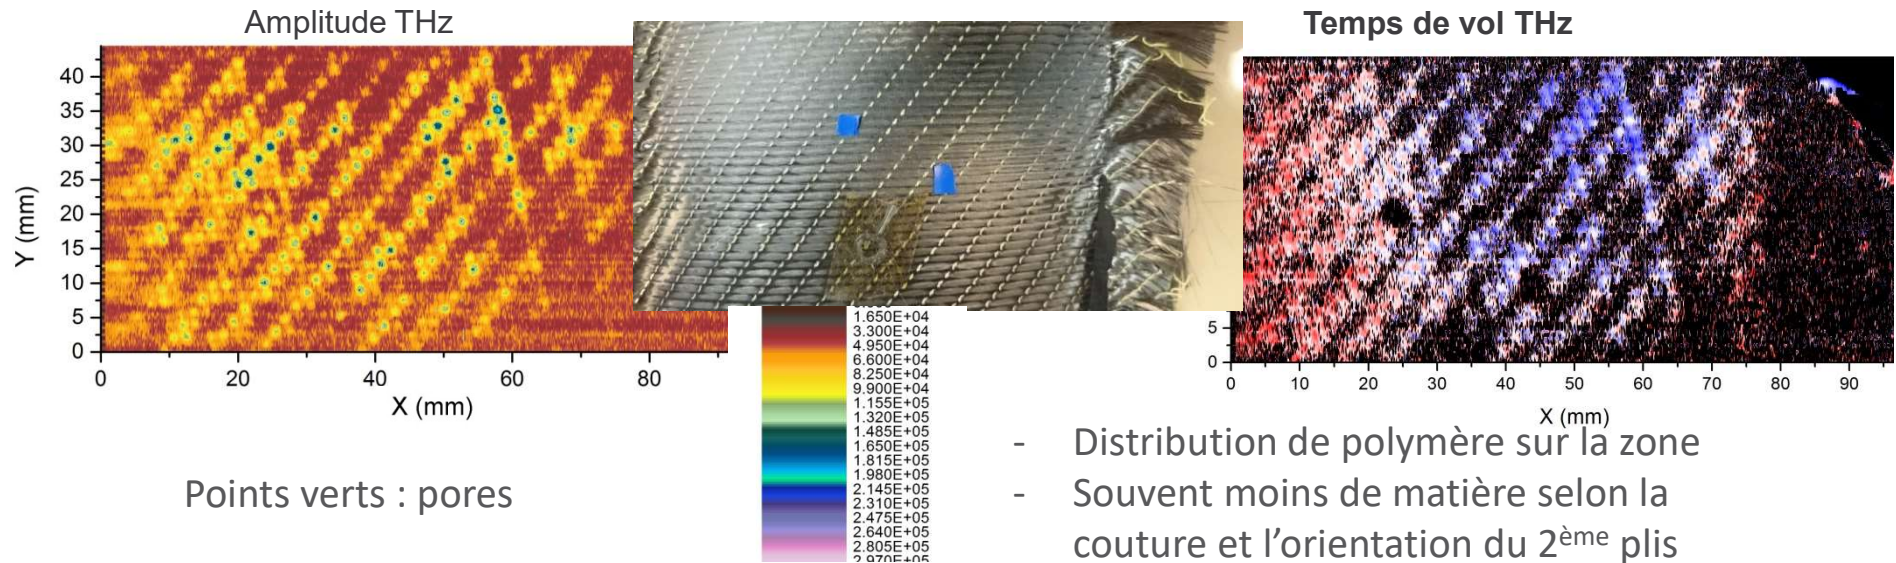 Amplitude THz
Temps de vol THz
40
35
30
25
20
15
10
5
0
Y (mm)
0
20
40
60
80
X (mm)
1.650E+04
3.300E+04
4.950E+04
6.600E+04
8.250E+04
9.900E+04
1.155E+05
1.320E+05
1.485E+05
1.650E+05
1.815E+05
1.980E+05
2.145E+05
2.310E+05
2.475E+05
2.640E+05
2.805E+05
2.970E+05
5
0
0
10
20
30
40
50
60
70
80
90
X (mm)
Points verts : pores
- Distribution de polymère sur la zone
- Souvent moins de matière selon la
couture et l’orientation du 2ème plis